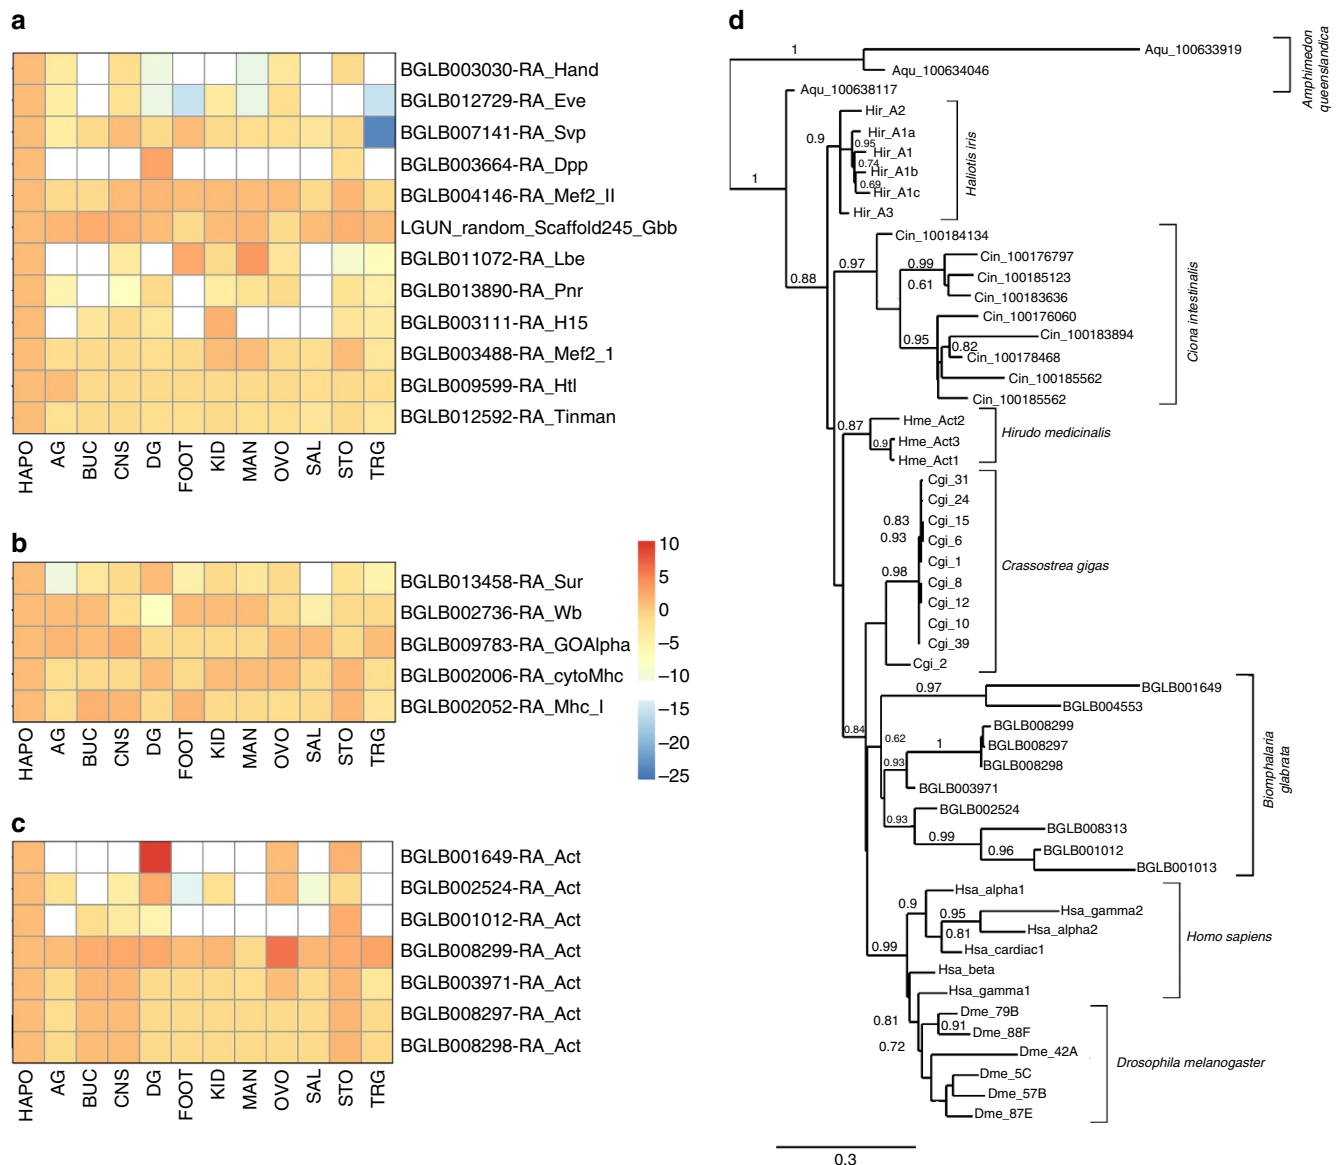 a
BGLB003030-RA_Hand
BGLB012729-RA_Eve
BGLB007141-RA_Svp
BGLB003664-RA_Dpp
BGLB004146-RA_Mef2_II
LGUN_random_Scaffold245_Gbb
BGLB011072-RA_Lbe
BGLB013890-RA_Pnr
BGLB003111-RA_H15
BGLB003488-RA_Mef2_1
BGLB009599-RA_Htl
BGLB012592-RA_Tinman
HAPO AG BUC CNS DG FOOT KID MAN OVO SAL STO TRG
b
BGLB013458-RA_Sur
BGLB002736-RA_Wb
BGLB009783-RA_GOAlpha
BGLB002006-RA_cytoMhc
BGLB002052-RA_Mhc_I
HAPO AG BUC CNS DG FOOT KID MAN OVO SAL STO TRG
10
5
0
−5
−10
−15
−20
−25
c
BGLB001649-RA_Act
BGLB002524-RA_Act
BGLB001012-RA_Act
BGLB008299-RA_Act
BGLB003971-RA_Act
BGLB008297-RA_Act
BGLB008298-RA_Act
HAPO AG BUC CNS DG FOOT KID MAN OVO SAL STO TRG
d
1
Aqu_100633919
Aqu_100634046
Amphimedon
queenslandica
Aqu_100638117
1
Hir_A2
0.9
Hir_A1a
0.95
Hir_A1
0.74
Hir_A1b
0.69
Hir_A1c
Hir_A3
Haliotis iris
0.88
Cin_100184134
0.97
Cin_100176797
0.99
Cin_100185123
0.61
Cin_100183636
Cin_100176060
0.95
Cin_100183894
0.82
Cin_100178468
Cin_100185562
Cin_100185562
Ciona intestinalis
0.87
Hme_Act2
0.9
Hme_Act3
Hme_Act1
Hirudo medicinalis
Cgi_31
Cgi_24
0.83
Cgi_15
0.93
Cgi_6
Cgi_1
0.98
Cgi_8
Cgi_12
Cgi_10
Cgi_39
Cgi_2
Crassostrea gigas
0.84
0.97
BGLB001649
BGLB004553
0.62
BGLB008299
1
BGLB008297
0.93
BGLB008298
BGLB003971
BGLB002524
0.93
BGLB008313
0.99
BGLB001012
0.96
BGLB001013
Biomphalaria
glabrata
Hsa_alpha1
0.9
0.95
Hsa_gamma2
0.81
Hsa_alpha2
0.99
Hsa_cardiac1
Hsa_beta
Hsa_gamma1
Homo sapiens
0.81
Dme_79B
0.91
Dme_88F
0.72
Dme_42A
Dme_5C
Dme_57B
Dme_87E
Drosophila melanogaster
0.3